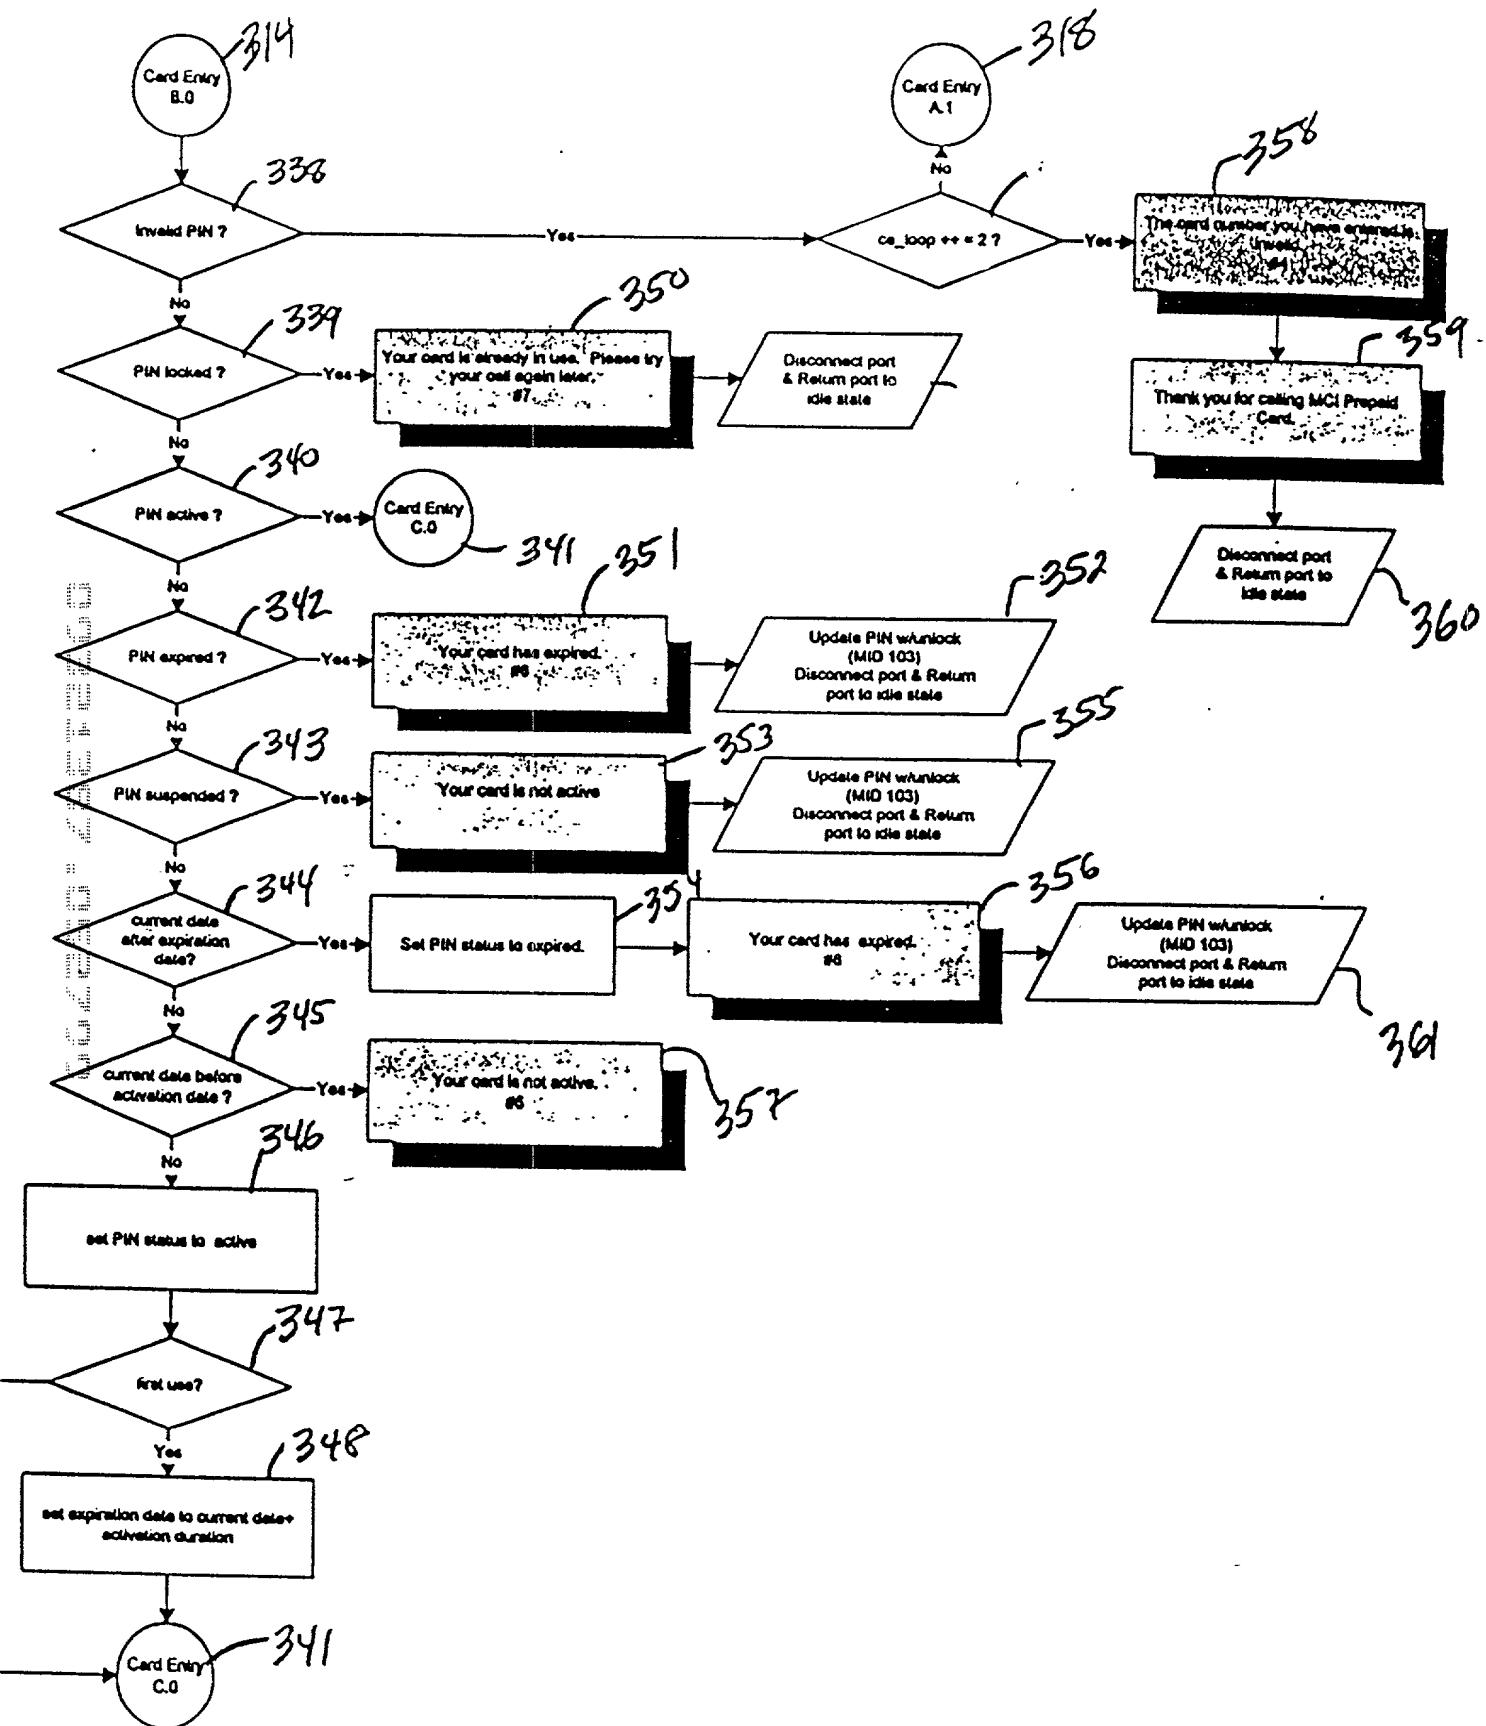 314
Card Entry
B.0
318
Card Entry
A.1
No
338
Invalid PIN ?
Yes
ce_loop ++ = 2 ?
Yes
358
The card number you have entered is
invalid.
No
339
PIN locked ?
Yes
350
Your card is already in use. Please try
your call again later.
#7
Disconnect port
& Return port to
idle state
359
Thank you for calling MCI Prepaid
Card.
No
340
PIN active ?
Yes
Card Entry
C.0
341
Disconnect port
& Return port to
idle state
360
No
342
PIN expired ?
Yes
351
Your card has expired.
#6
352
Update PIN w/unlock
(MID 103)
Disconnect port & Return
port to idle state
No
343
PIN suspended ?
Yes
353
Your card is not active
355
Update PIN w/unlock
(MID 103)
Disconnect port & Return
port to idle state
No
344
current date
after expiration
date?
Yes
354
Set PIN status to expired.
356
Your card has expired.
#6
Update PIN w/unlock
(MID 103)
Disconnect port & Return
port to idle state
361
No
345
current date before
activation date ?
Yes
Your card is not active.
#5
357
No
346
set PIN status to active
347
first use?
Yes
348
set expiration date to current date+
activation duration
341
Card Entry
C.0